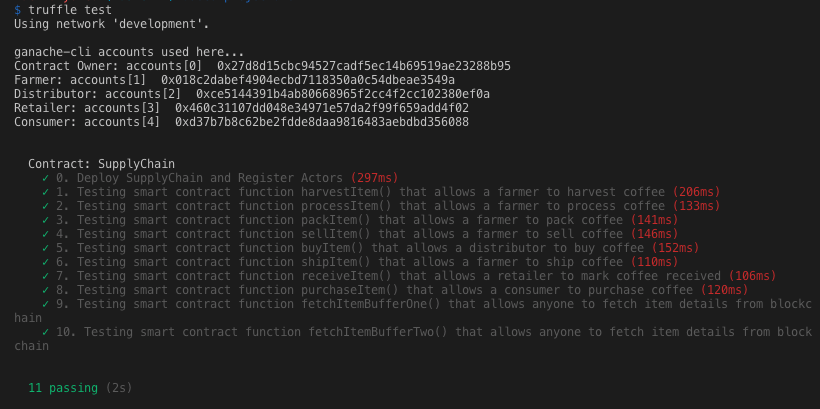 $ truffle test
Using network 'development'.
ganache-cli accounts used here...
Contract Owner: accounts[0] 0x27d8d15cbc94527cadf5ec14b69519ae23288b95
Farmer: accounts[1] 0x018c2dabef4904ecbd7118350a0c54dbeae3549a
Distributor: accounts[2] 0xce5144391b4ab80668965f2cc4f2cc102380ef0a
Retailer: accounts[3] 0x460c31107dd048e34971e57da2f99f659add4f02
Consumer: accounts[4] 0xd37b7b8c62be2fdde8daa9816483aebdbd356088
Contract: SupplyChain
✓ 0. Deploy SupplyChain and Register Actors (297ms)
✓ 1. Testing smart contract function harvestItem() that allows a farmer to harvest coffee (206ms)
✓ 2. Testing smart contract function processItem() that allows a farmer to process coffee (133ms)
✓ 3. Testing smart contract function packItem() that allows a farmer to pack coffee (141ms)
✓ 4. Testing smart contract function sellItem() that allows a farmer to sell coffee (146ms)
✓ 5. Testing smart contract function buyItem() that allows a distributor to buy coffee (152ms)
✓ 6. Testing smart contract function shipItem() that allows a farmer to ship coffee (110ms)
✓ 7. Testing smart contract function receiveItem() that allows a retailer to mark coffee received (106ms)
✓ 8. Testing smart contract function purchaseItem() that allows a consumer to purchase coffee (120ms)
✓ 9. Testing smart contract function fetchItemBufferOne() that allows anyone to fetch item details from blockc
hain
✓ 10. Testing smart contract function fetchItemBufferTwo() that allows anyone to fetch item details from block
chain
11 passing (2s)